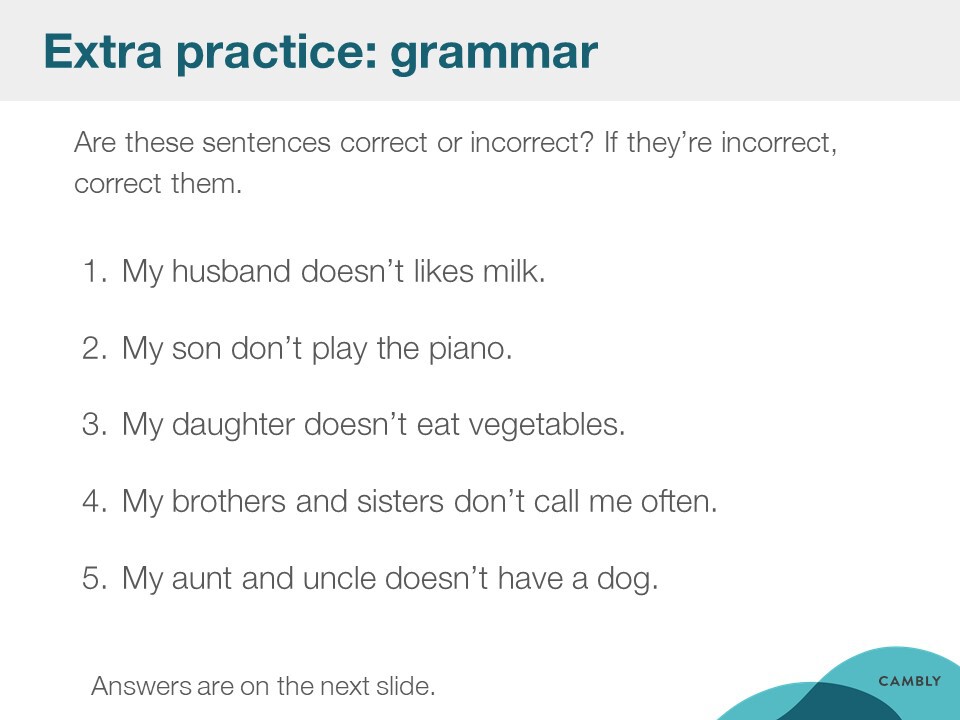 Extra practice: grammar
Are these sentences correct or incorrect? If they’re incorrect,
correct them.
1. My husband doesn’t likes milk.
2. My son don’t play the piano.
3. My daughter doesn’t eat vegetables.
4. My brothers and sisters don’t call me often.
5. My aunt and uncle doesn’t have a dog.
Answers are on the next slide.
CAMBLY